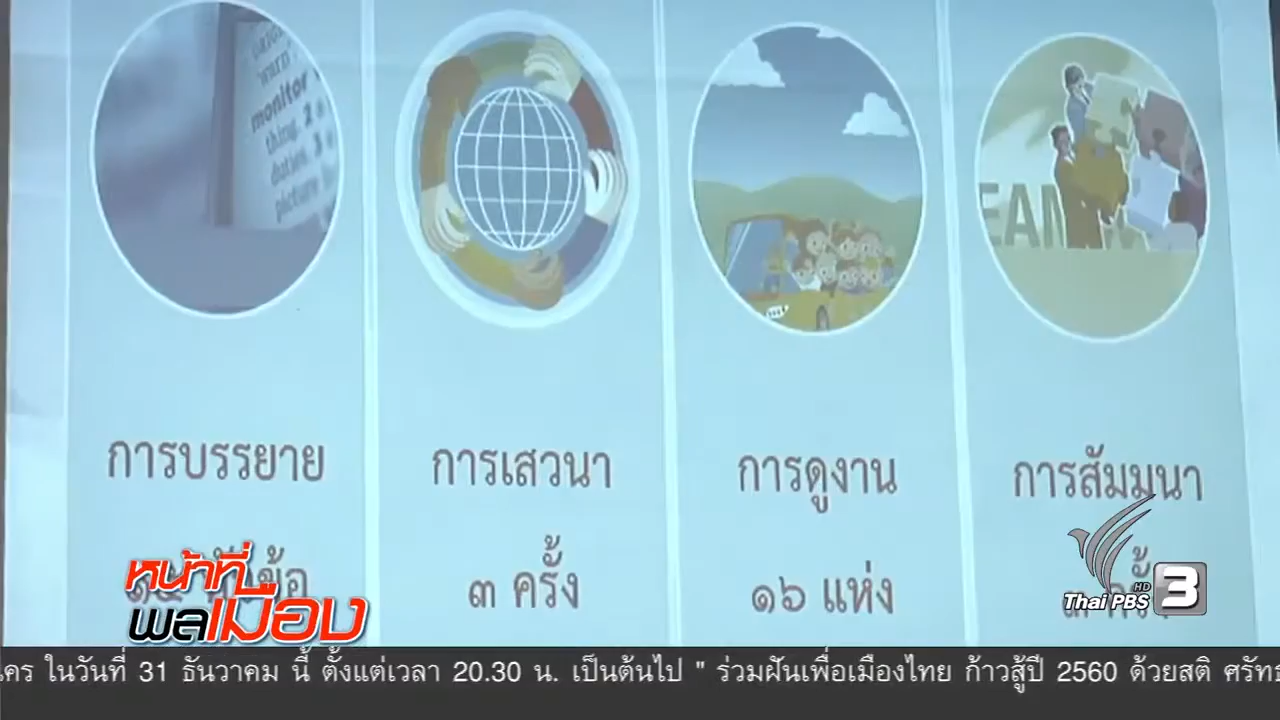 monitor
thing. 2
duties. 3
picture
EAM
การบรรยาย
การเสวนา
การดูงาน
การสัมมนา
ข้อ
๓ ครั้ง
๑๖ แห่ง
หน้าที่
พลเมือง
HD
Thai PBS 3
ในวันที่ 31 ธันวาคม นี้ ตั้งแต่เวลา 20.30 น. เป็นต้นไป " ร่วมฝันเพื่อเมืองไทย ก้าวสู้ปี 2560 ด้วยสติ